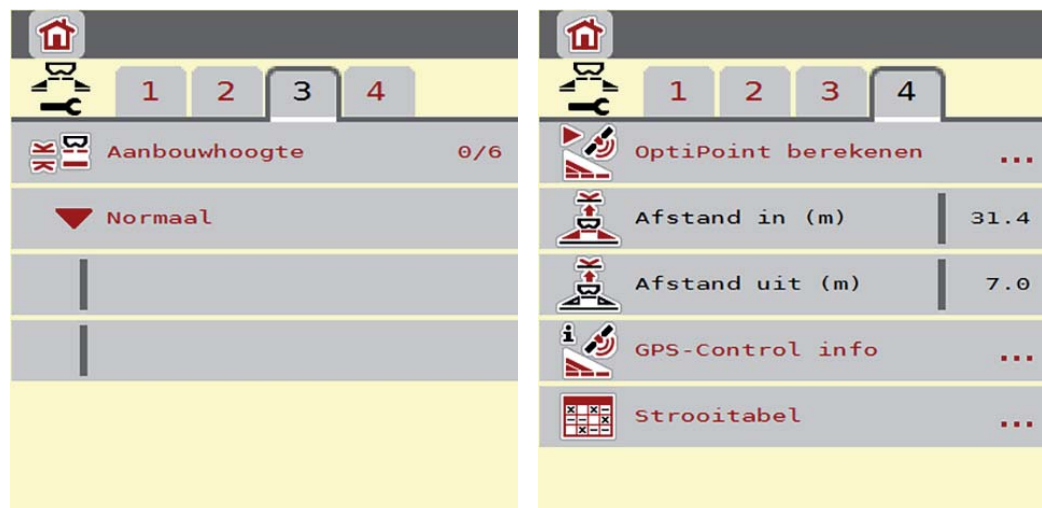 1 2 3 4
Aanbouwhoogte 0/6
Normaal
1 2 3 4
OptiPoint berekenen ...
Afstand in (m) 31.4
Afstand uit (m) 7.0
GPS-Control info ...
Strooitabel ...